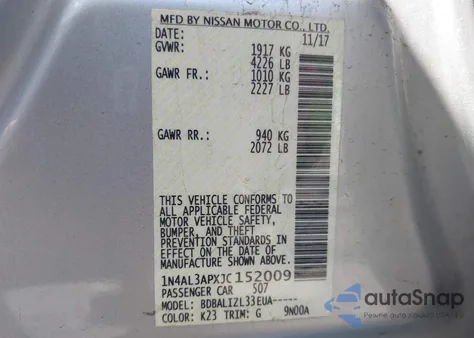 MFD BY NISSAN MOTOR CO., LTD.
DATE: 11/17
GVWR: 1917 KG
4226 LB
GAWR FR.: 1010 KG
2227 LB
GAWR RR.: 940 KG
2072 LB
THIS VEHICLE CONFORMS TO
ALL APPLICABLE FEDERAL
MOTOR VEHICLE SAFETY,
BUMPER, AND THEFT
PREVENTION STANDARDS IN
EFFECT ON THE DATE OF
MANUFACTURE SHOWN ABOVE.
1N4AL3APXJC152009
PASSENGER CAR 507
MODEL: BDBALIZL33EUA-----
COLOR: K23 TRIM: G 9N00A
autoSnap
Pewne auto z USA